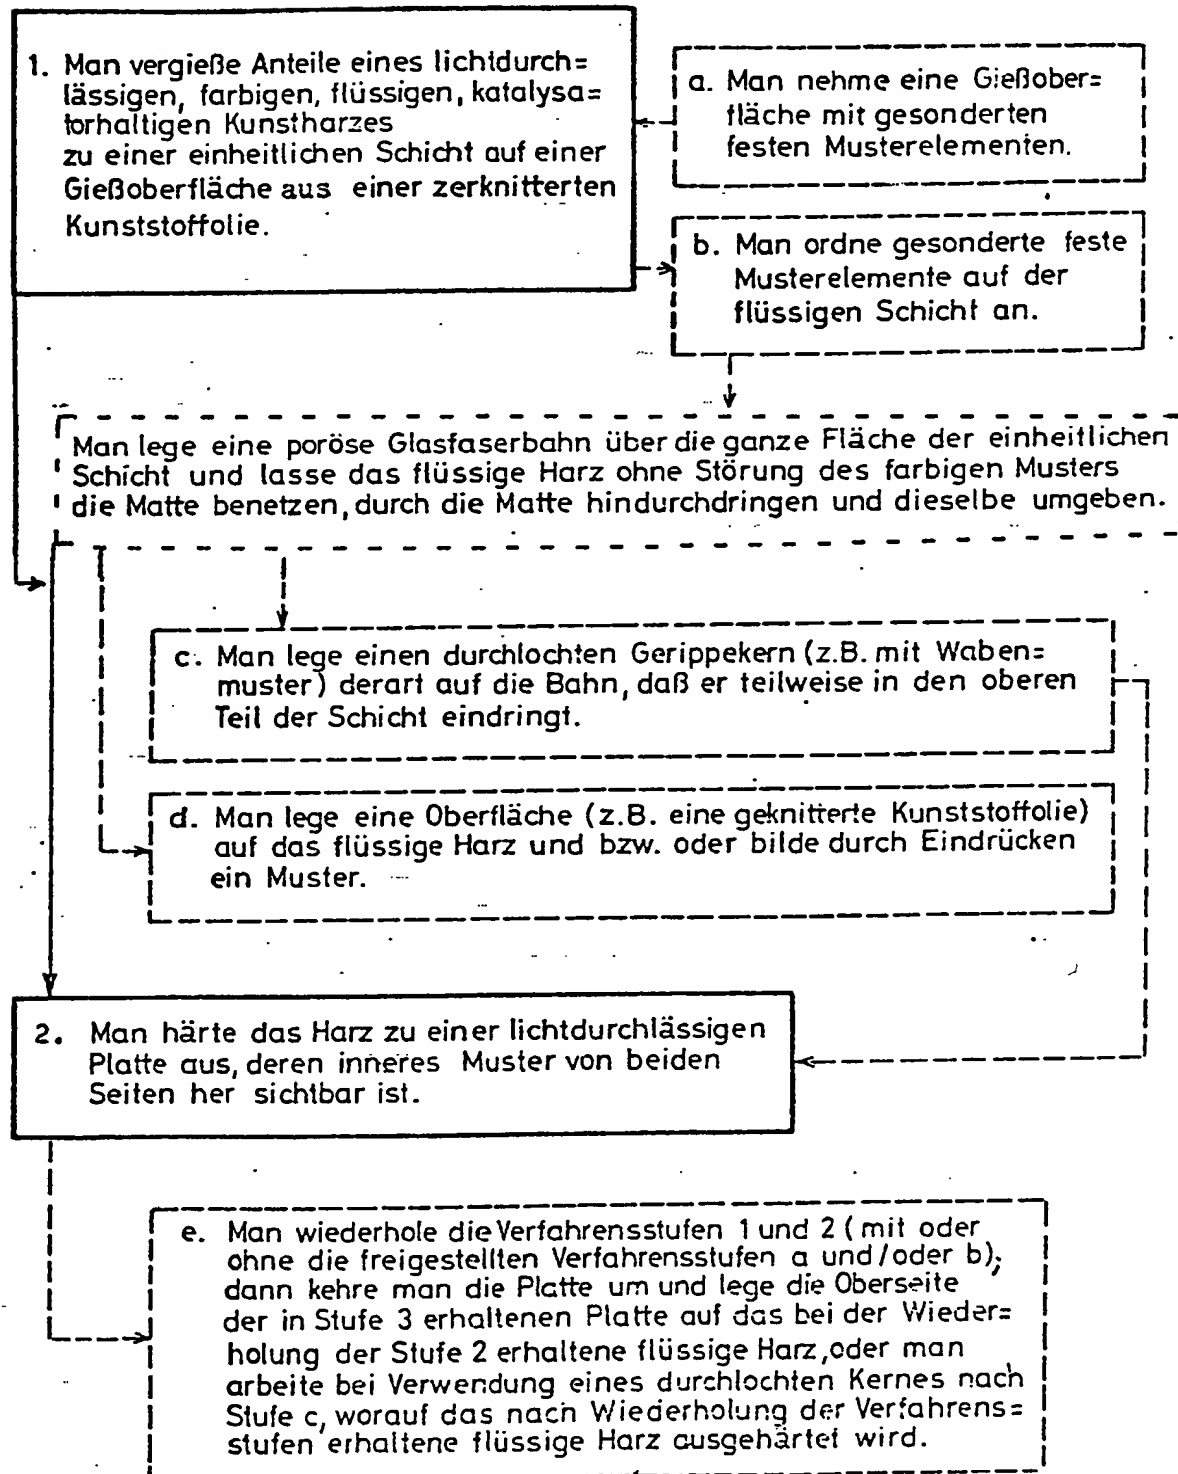 1. Man vergieße Anteile eines lichtdurch=
lässigen, farbigen, flüssigen, katalysa=
torhaltigen Kunstharzes
zu einer einheitlichen Schicht auf einer
Gießoberfläche aus einer zerknitterten
Kunststoffolie.
a. Man nehme eine Gießober=
fläche mit gesonderten
festen Musterelementen.
b. Man ordne gesonderte feste
Musterelemente auf der
flüssigen Schicht an.
Man lege eine poröse Glasfaserbahn über die ganze Fläche der einheitlichen
Schicht und lasse das flüssige Harz ohne Störung des farbigen Musters
die Matte benetzen, durch die Matte hindurchdringen und dieselbe umgeben.
c. Man lege einen durchlochten Gerippekern (z.B. mit Waben=
muster) derart auf die Bahn, daß er teilweise in den oberen
Teil der Schicht eindringt.
d. Man lege eine Oberfläche (z.B. eine geknitterte Kunststoffolie)
auf das flüssige Harz und bzw. oder bilde durch Eindrücken
ein Muster.
2. Man härte das Harz zu einer lichtdurchlässigen
Platte aus, deren inneres Muster von beiden
Seiten her sichtbar ist.
e. Man wiederhole die Verfahrensstufen 1 und 2 (mit oder
ohne die freigestellten Verfahrensstufen a und/oder b);
dann kehre man die Platte um und lege die Oberseite
der in Stufe 3 erhaltenen Platte auf das bei der Wieder=
holung der Stufe 2 erhaltene flüssige Harz, oder man
arbeite bei Verwendung eines durchlochten Kernes nach
Stufe c, worauf das nach Wiederholung der Verfahrens=
stufen erhaltene flüssige Harz ausgehärtet wird.